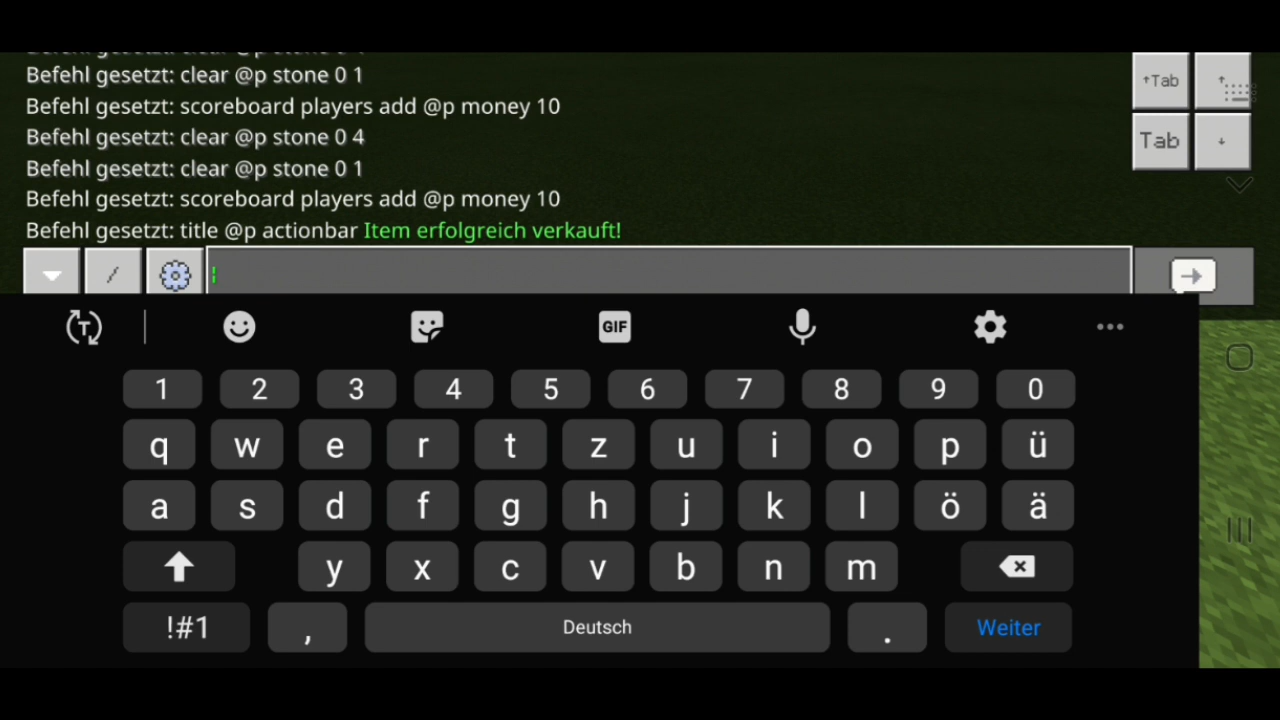 Befehl gesetzt: clear @p stone 0 1
Befehl gesetzt: scoreboard players add @p money 10
Befehl gesetzt: clear @p stone 0 4
Befehl gesetzt: clear @p stone 0 1
Befehl gesetzt: scoreboard players add @p money 10
Befehl gesetzt: title @p actionbar Item erfolgreich verkauft!
↑Tab ↑
Tab ↓
/
T GIF
1 2 3 4 5 6 7 8 9 0
q w e r t z u i o p ü
a s d f g h j k l ö ä
y x c v b n m
!#1 , Deutsch . Weiter